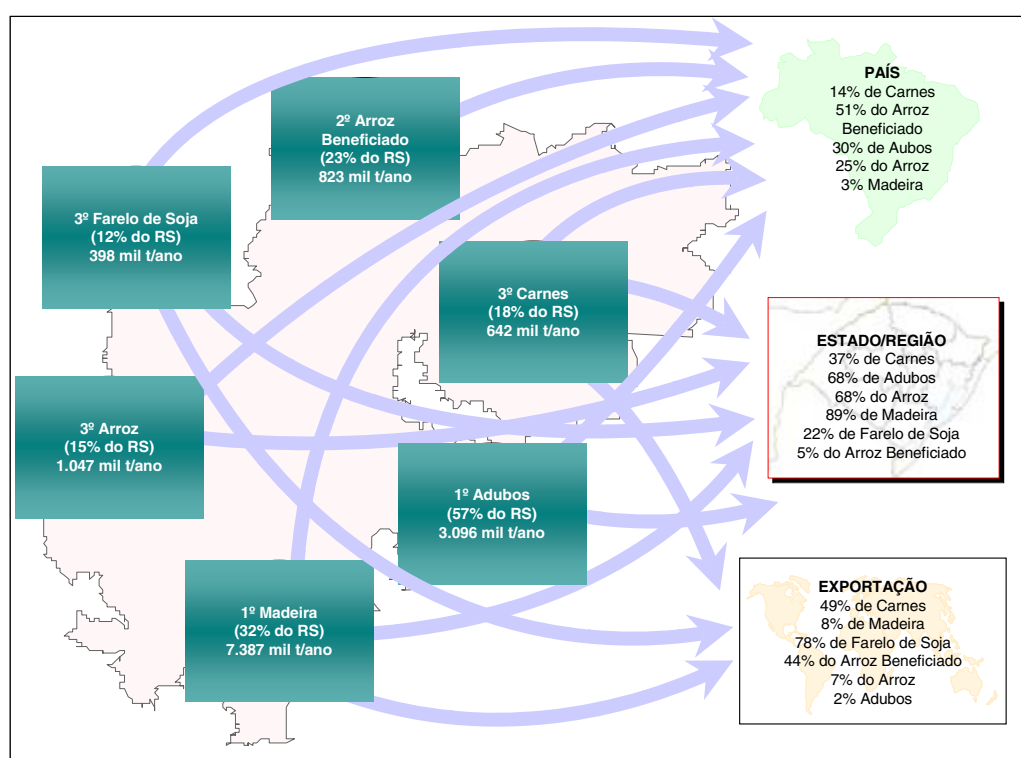 2º Arroz
Beneficiado
(23% do RS)
823 mil t/ano
3º Farelo de Soja
(12% do RS)
398 mil t/ano
3º Carnes
(18% do RS)
642 mil t/ano
3º Arroz
(15% do RS)
1.047 mil t/ano
1º Adubos
(57% do RS)
3.096 mil t/ano
1º Madeira
(32% do RS)
7.387 mil t/ano
PAÍS
14% de Carnes
51% do Arroz
Beneficiado
30% de Aubos
25% do Arroz
3% Madeira
ESTADO/REGIÃO
37% de Carnes
68% de Adubos
68% do Arroz
89% de Madeira
22% de Farelo de Soja
5% do Arroz Beneficiado
EXPORTAÇÃO
49% de Carnes
8% de Madeira
78% de Farelo de Soja
44% do Arroz Beneficiado
7% do Arroz
2% Adubos